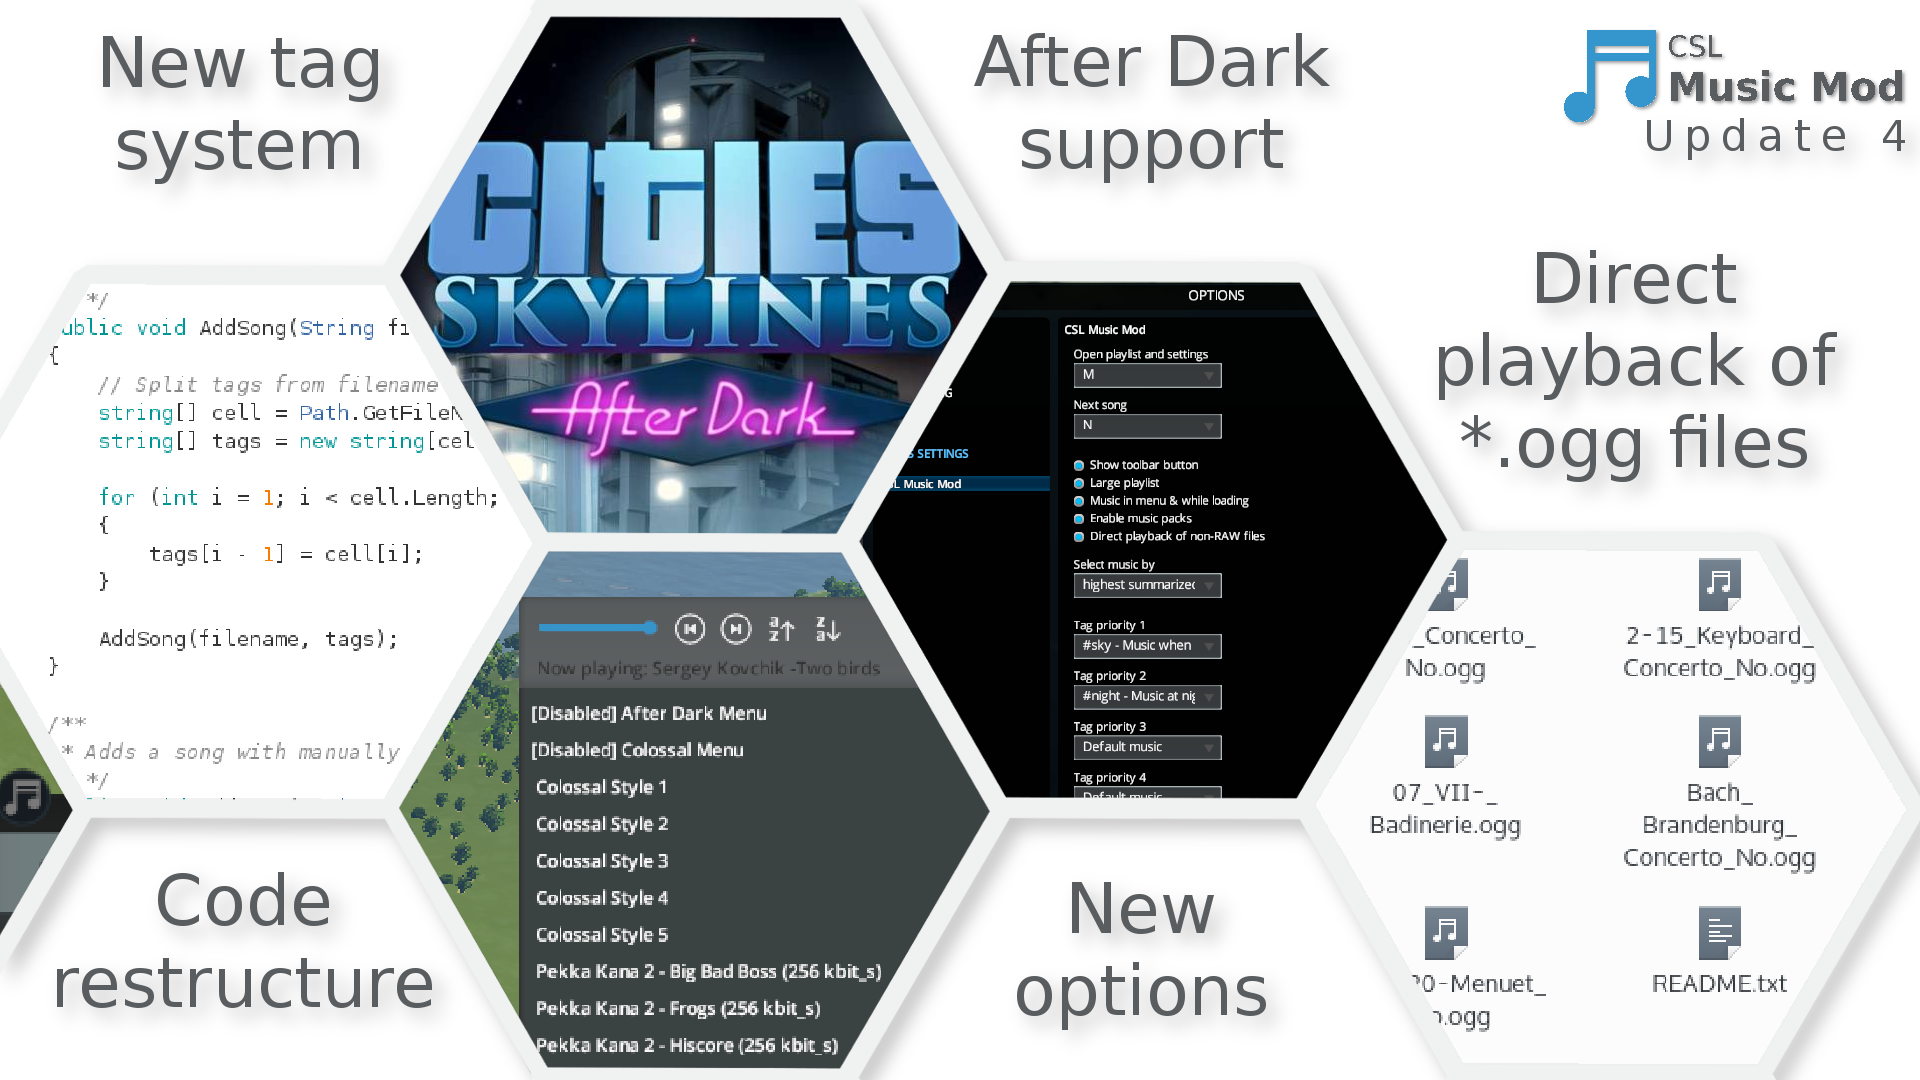 New tag
system
After Dark
support
CSL
Music Mod
Update 4
Direct
playback of
*.ogg files
CITIES
SKYLINES
After Dark
*/
ublic void AddSong(String fi
{
// Split tags from filename
string[] cell = Path.GetFileN
string[] tags = new string[cel
for (int i = 1; i < cell.Length;
{
tags[i - 1] = cell[i];
}
AddSong(filename, tags);
}
/**
* Adds a song with manually
*/
OPTIONS
CSL Music Mod
Open playlist and settings
M
Next song
N
G
S SETTINGS
L Music Mod
Show toolbar button
Large playlist
Music in menu & while loading
Enable music packs
Direct playback of non-RAW files
Select music by
highest summarized
Tag priority 1
#sky - Music when
Tag priority 2
#night - Music at nig
Tag priority 3
Default music
Tag priority 4
Default music
a
z
z
a
Now playing: Sergey Kovchik -Two birds
[Disabled] After Dark Menu
[Disabled] Colossal Menu
Colossal Style 1
Colossal Style 2
Colossal Style 3
Colossal Style 4
Colossal Style 5
Pekka Kana 2 - Big Bad Boss (256 kbit_s)
Pekka Kana 2 - Frogs (256 kbit_s)
Pekka Kana 2 - Hiscore (256 kbit_s)
_Concerto_
No.ogg
2-15_Keyboard_
Concerto_No.ogg
07_VII-_
Badinerie.ogg
Bach_
Brandenburg_
Concerto_No.ogg
20-Menuet_
o.ogg
README.txt
Code
restructure
New
options